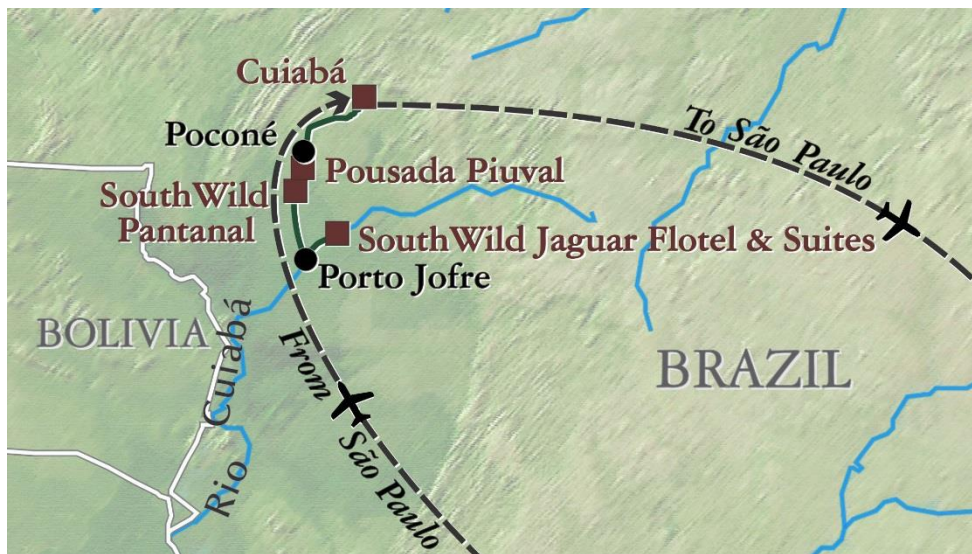 Cuiabá
To São Paulo
Poconé
Pousada Piuval
SouthWild
Pantanal
SouthWild Jaguar Flotel & Suites
Porto Jofre
BOLIVIA
BRAZIL
From São Paulo
Rio Cuiabá